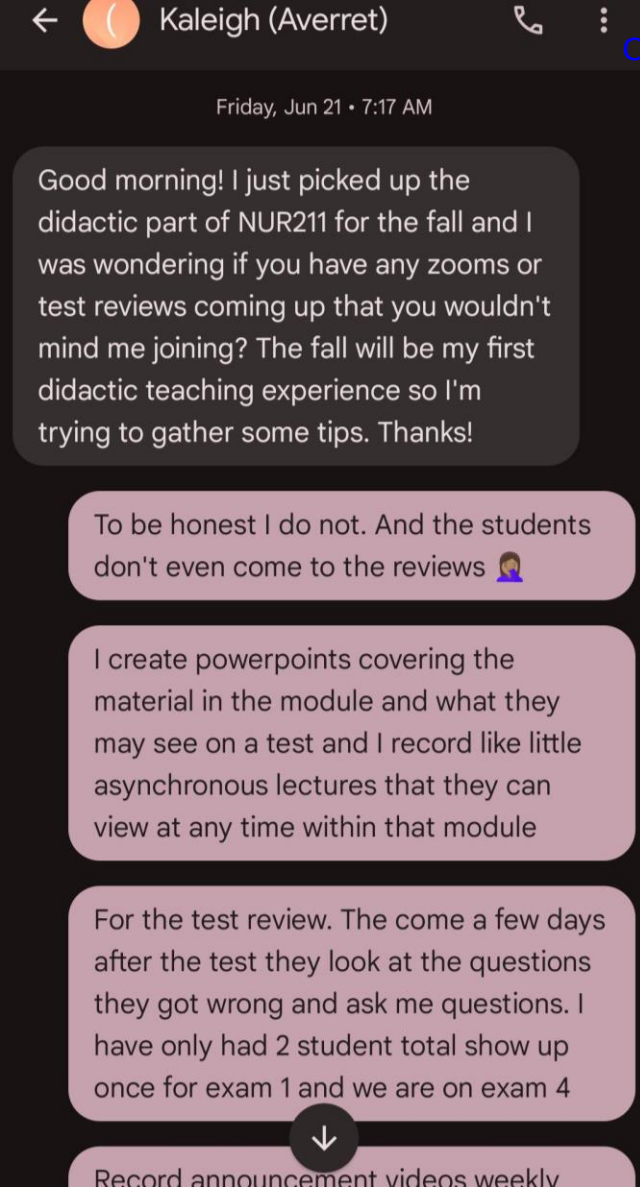 Kaleigh (Averret)
Friday, Jun 21 • 7:17 AM
Good morning! I just picked up the
didactic part of NUR211 for the fall and I
was wondering if you have any zooms or
test reviews coming up that you wouldn't
mind me joining? The fall will be my first
didactic teaching experience so I'm
trying to gather some tips. Thanks!
To be honest I do not. And the students
don't even come to the reviews 🤦🏽‍♀️
I create powerpoints covering the
material in the module and what they
may see on a test and I record like little
asynchronous lectures that they can
view at any time within that module
For the test review. The come a few days
after the test they look at the questions
they got wrong and ask me questions. I
have only had 2 student total show up
once for exam 1 and we are on exam 4
Record announcement videos weekly